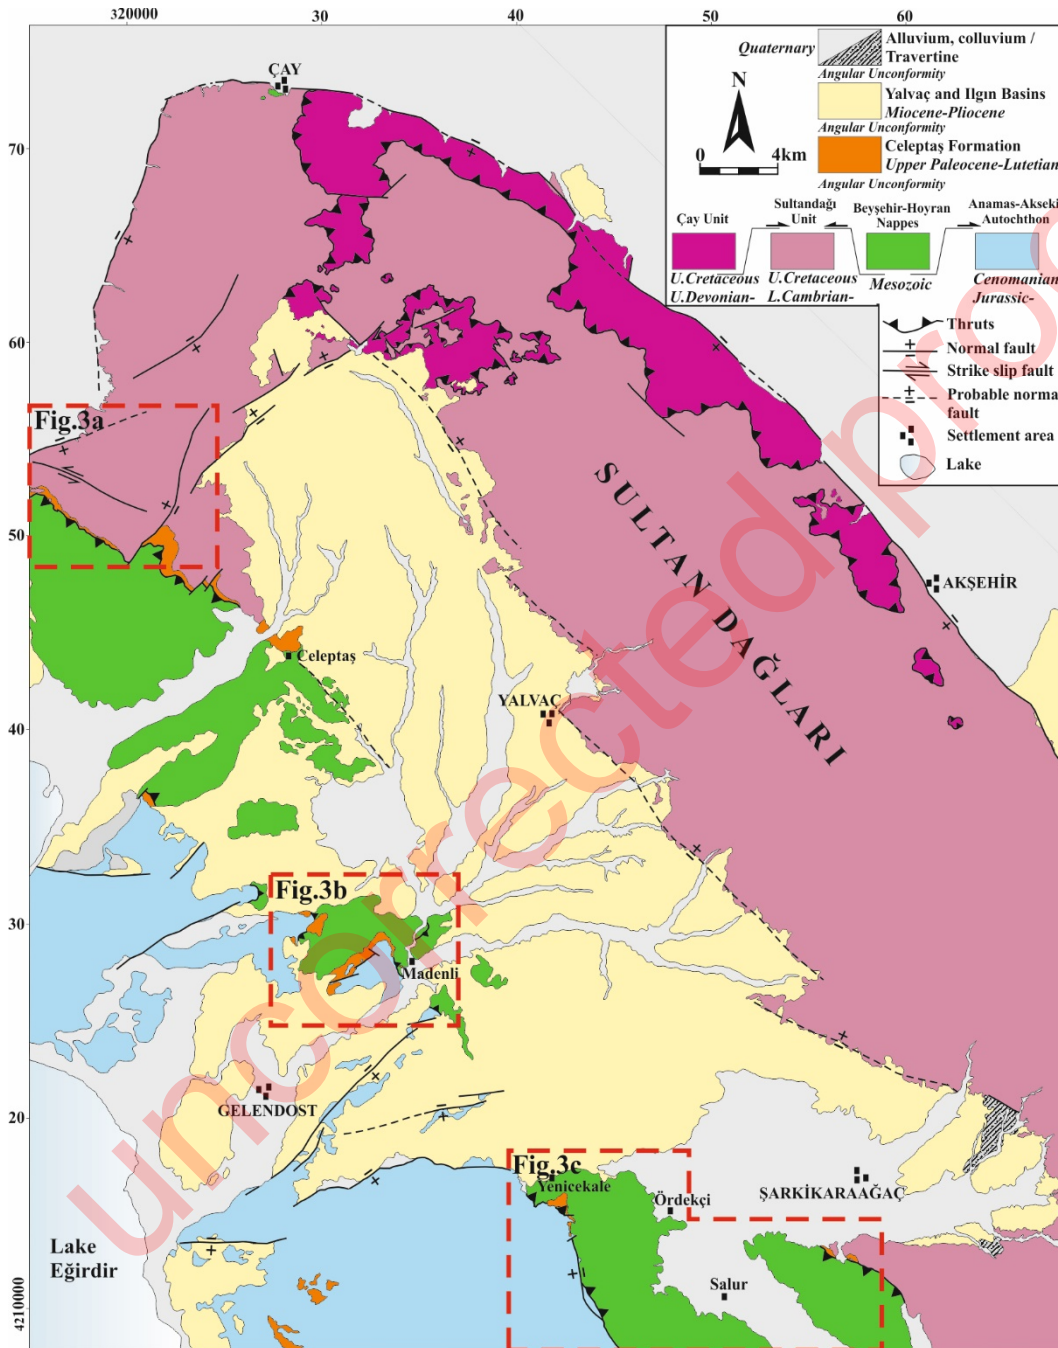 320000
30
40
50
60
70
60
50
40
30
20
4210000
Quaternary
Alluvium, colluvium /
Travertine
Angular Unconformity
Yalvaç and Ilgın Basins
Miocene-Pliocene
Angular Unconformity
Celeptaş Formation
Upper Paleocene-Lutetian
Angular Unconformity
N
0 4km
Çay Unit
Sultandağı
Unit
Beyşehir-Hoyran
Nappes
Anamas-Akseki
Autochthon
U.Cretaceous
U.Devonian-
U.Cretaceous
L.Cambrian-
Mesozoic
Cenomanian
Jurassic-
Thruts
Normal fault
Strike slip fault
Probable normal
fault
Settlement area
Lake
ÇAY
Fig.3a
SULTAN DAĞLARI
AKŞEHİR
Celeptaş
YALVAÇ
Fig.3b
Madenli
GELENDOST
Fig.3c
Yenicekale
Ördekçi
ŞARKİKARAAĞAÇ
Salur
Lake
Eğirdir
uncorrected pro